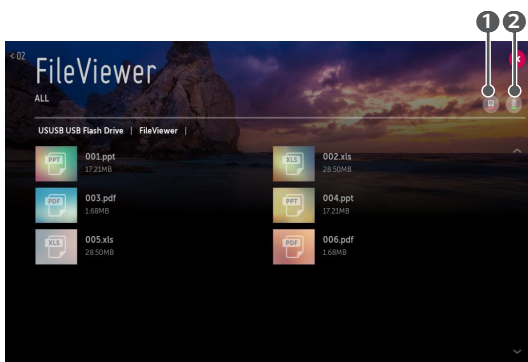 1 2
< 02
FileViewer
ALL
USUSB USB Flash Drive | FileViewer |
PPT 001.ppt
17.21MB
XLS 002.xls
28.50MB
PDF 003.pdf
1.68MB
PPT 004.ppt
17.21MB
XLS 005.xls
28.50MB
PDF 006.pdf
1.68MB